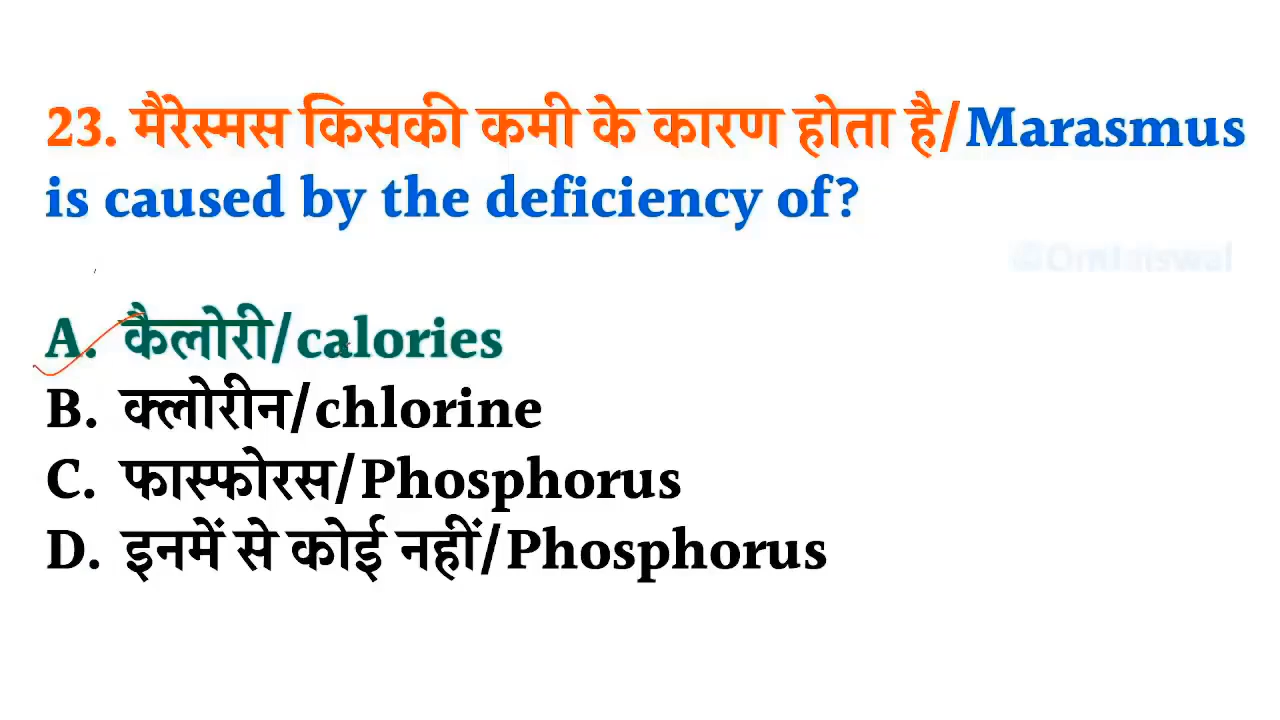 23. मैरेस्मस किसकी कमी के कारण होता है/Marasmus
is caused by the deficiency of?
A. कैलोरी/calories
B. क्लोरीन/chlorine
C. फास्फोरस/Phosphorus
D. इनमें से कोई नहीं/Phosphorus